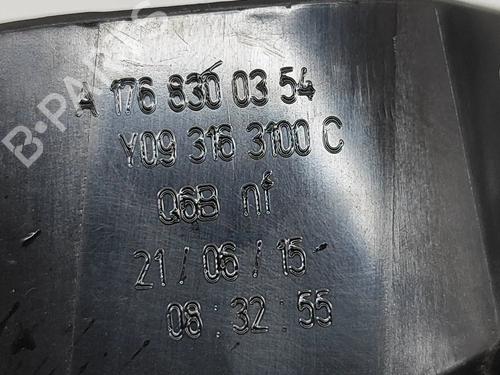 B-PARTS
A 176 830 03 54
Y09 316 3100 C
Q6B nf
21/06/15
08:32:55